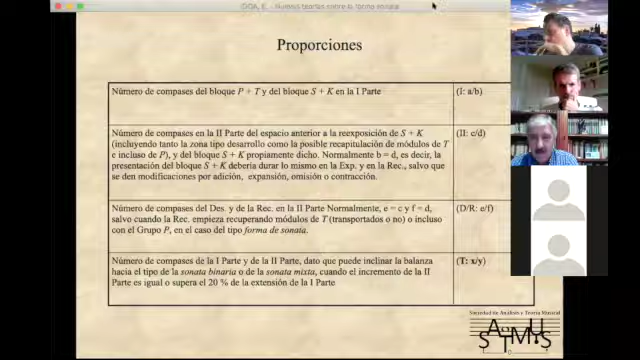 IGOA, E. - Nuevas teorías sobre la forma sonata
Proporciones
Número de compases del bloque P + T y del bloque S + K en la I Parte
(I: a/b)
Número de compases en la II Parte del espacio anterior a la reexposición de S + K
(incluyendo tanto la zona tipo desarrollo como la posible recapitulación de módulos de T
e incluso de P), y del bloque S + K propiamente dicho. Normalmente b = d, es decir, la
presentación del bloque S + K debería durar lo mismo en la Exp. y en la Rec., salvo que
se den modificaciones por adición, expansión, omisión o contracción.
(II: c/d)
Número de compases del Des. y de la Rec. en la II Parte Normalmente, e = c y f = d,
salvo cuando la Rec. empieza recuperando módulos de T (transportados o no) o incluso
con el Grupo P, en el caso del tipo forma de sonata.
(D/R: e/f)
Número de compases de la I Parte y de la II Parte, dato que puede inclinar la balanza
hacia el tipo de la sonata binaria o de la sonata mixta, cuando el incremento de la II
Parte es igual o supera el 20 % de la extensión de la I Parte
(T: x/y)
Sociedad de Análisis y Teoría Musical
SATMUS